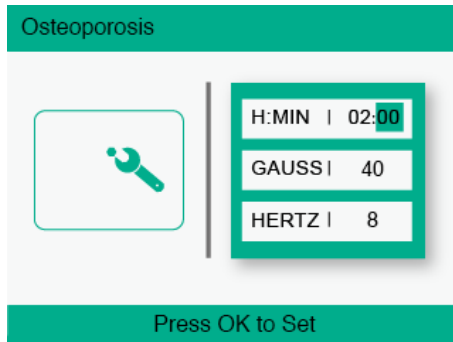 Osteoporosis
H:MIN | 02:00
GAUSS | 40
HERTZ | 8
Press OK to Set